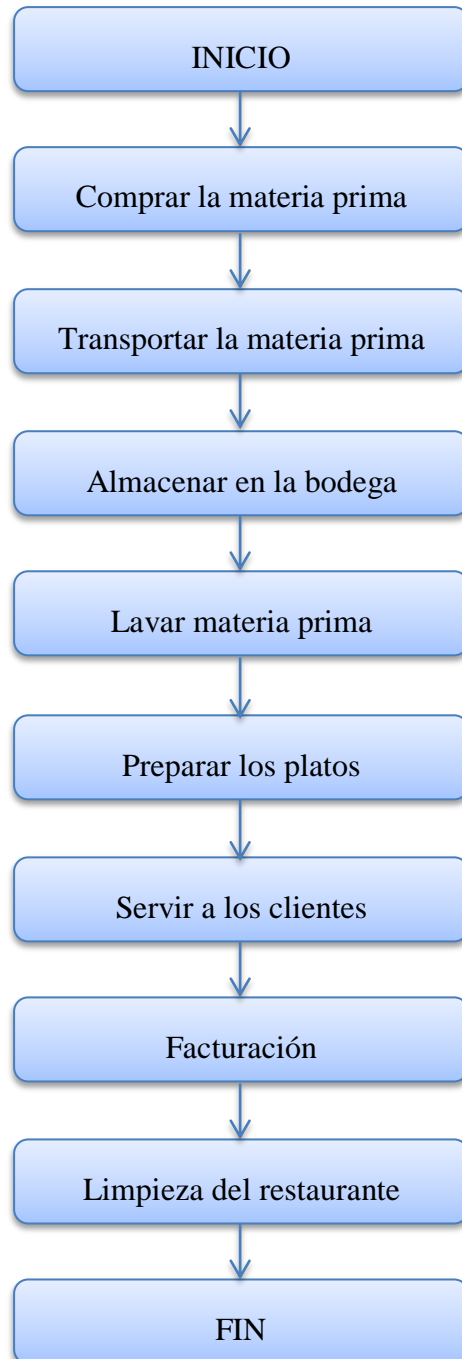 INICIO
Comprar la materia prima
Transportar la materia prima
Almacenar en la bodega
Lavar materia prima
Preparar los platos
Servir a los clientes
Facturación
Limpieza del restaurante
FIN